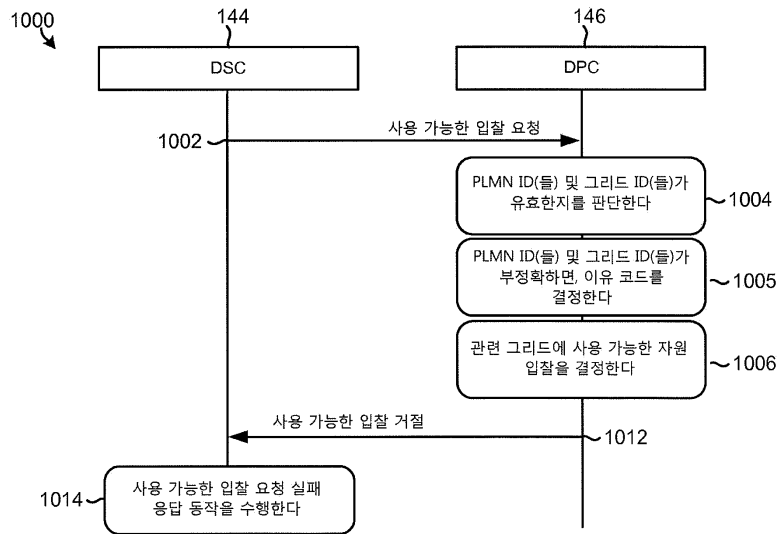 1000
144
146
DSC
DPC
사용 가능한 입찰 요청
1002
PLMN ID(들) 및 그리드 ID(들)가
유효한지를 판단한다
1004
PLMN ID(들) 및 그리드 ID(들)가
부정확하면, 이유 코드를
결정한다
1005
관련 그리드에 사용 가능한 자원
입찰을 결정한다
1006
사용 가능한 입찰 거절
1012
1014
사용 가능한 입찰 요청 실패
응답 동작을 수행한다